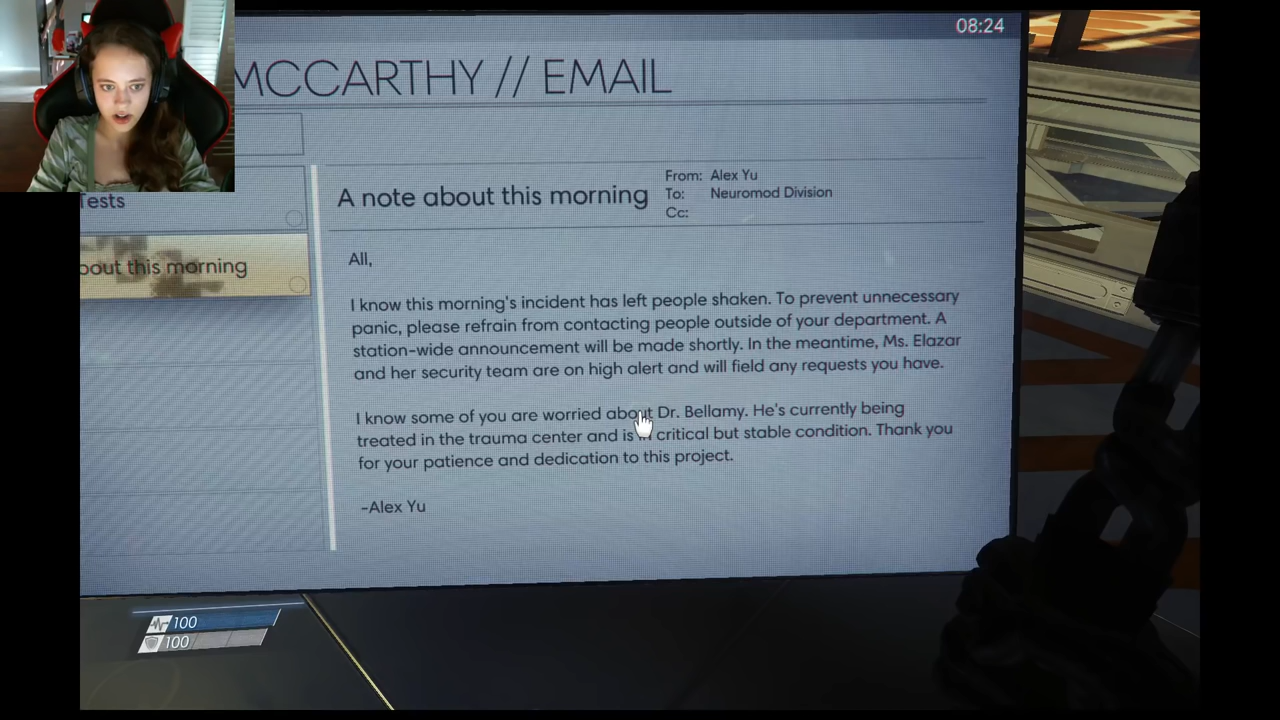 08:24
MCCARTHY // EMAIL
Tests
A note about this morning
From: Alex Yu
To: Neuromod Division
Cc:
bout this morning
All,
I know this morning's incident has left people shaken. To prevent unnecessary
panic, please refrain from contacting people outside of your department. A
station-wide announcement will be made shortly. In the meantime, Ms. Elazar
and her security team are on high alert and will field any requests you have.
I know some of you are worried about Dr. Bellamy. He's currently being
treated in the trauma center and is in critical but stable condition. Thank you
for your patience and dedication to this project.
-Alex Yu
100
100